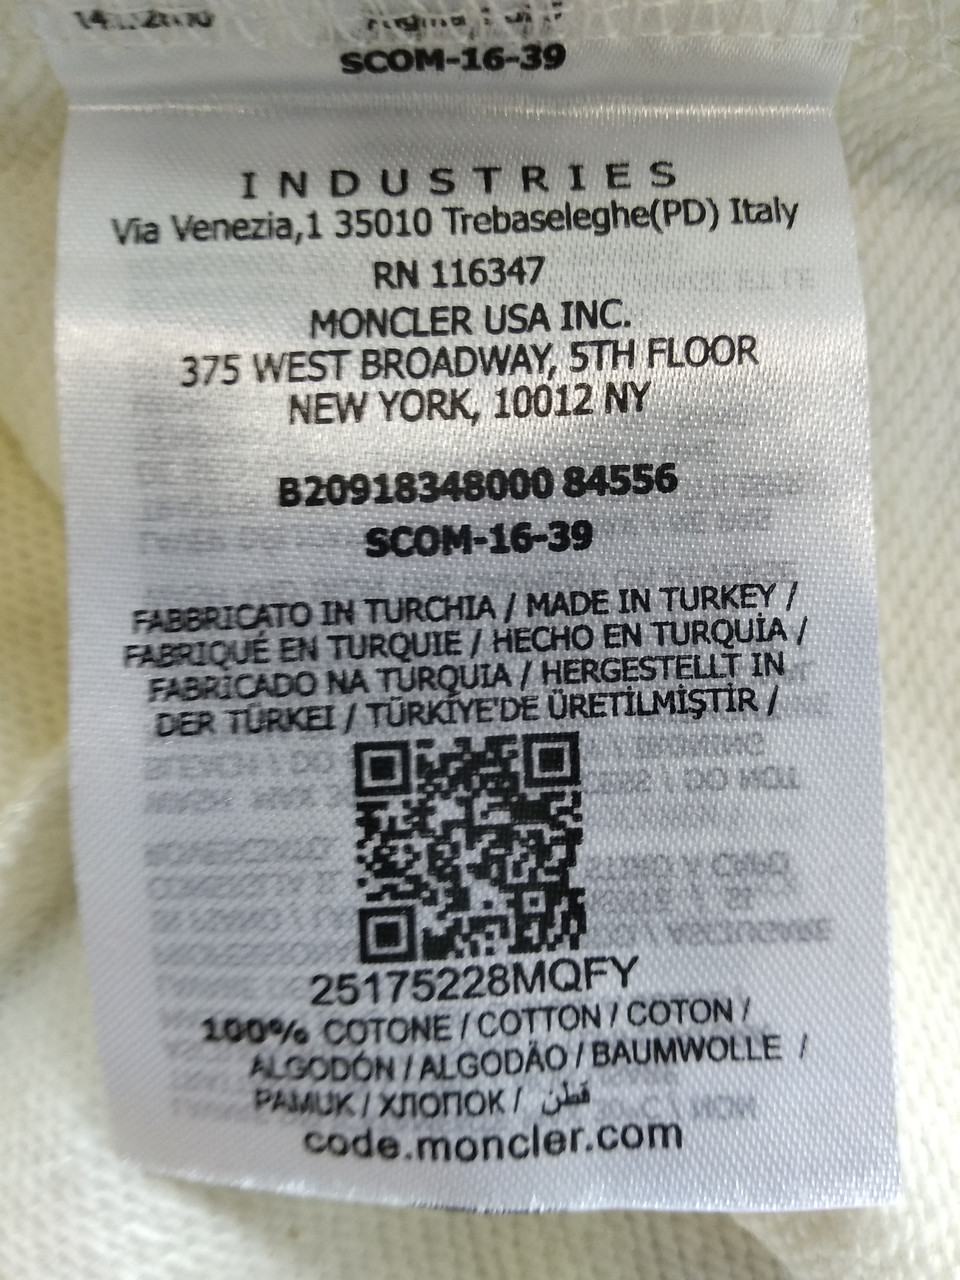 SCOM-16-39
INDUSTRIES
Via Venezia,1 35010 Trebaseleghe(PD) Italy
RN 116347
MONCLER USA INC.
375 WEST BROADWAY, 5TH FLOOR
NEW YORK, 10012 NY
B20918348000 84556
SCOM-16-39
FABBRICATO IN TURCHIA / MADE IN TURKEY /
FABRIQUÉ EN TURQUIE / HECHO EN TURQUİA /
FABRICADO NA TURQUIA / HERGESTELLT IN
DER TÜRKEI / TÜRKİYE'DE ÜRETİLMİŞTİR /
25175228MQFY
100% COTONE / COTTON / COTON /
ALGODÓN / ALGODÃO / BAUMWOLLE /
PAMUK / ХЛОПОК / قطن
code.moncler.com